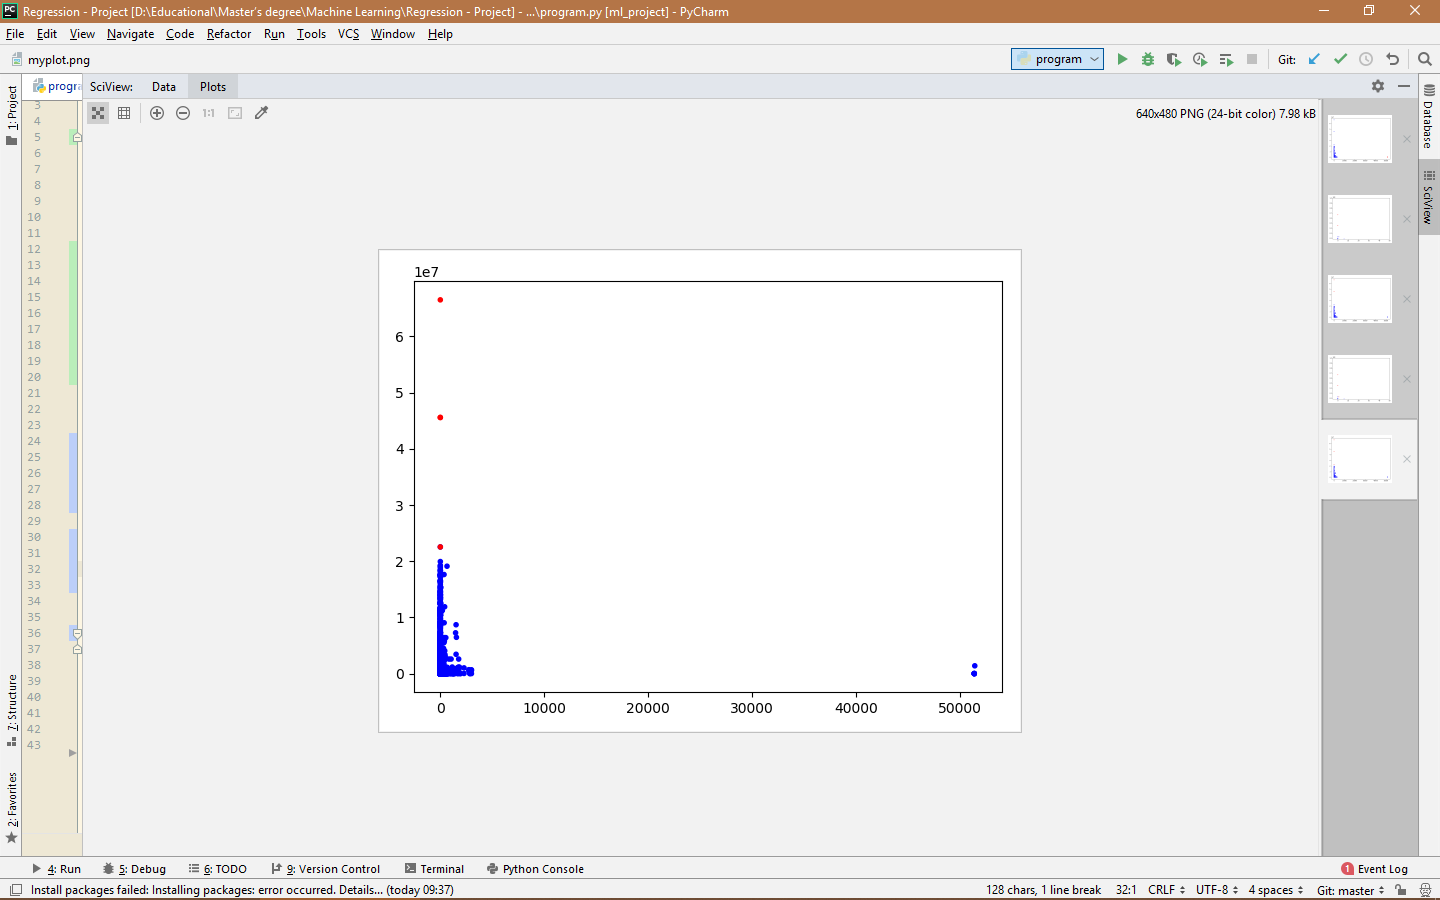 Regression - Project [D:\Educational\Master's degree\Machine Learning\Regression - Project] - ...\program.py [ml_project] - PyCharm
File Edit View Navigate Code Refactor Run Tools VCS Window Help
myplot.png
program
Git:
1: Project
progra
SciView: Data Plots
1:1
640x480 PNG (24-bit color) 7.98 kB
3
4
5
6
7
8
9
10
11
12
13
14
15
16
17
18
19
20
21
22
23
24
25
26
27
28
29
30
31
32
33
34
35
36
37
38
39
40
41
42
43
1e7
6
5
4
3
2
1
0
0 10000 20000 30000 40000 50000
Database
SciView
7: Structure
2: Favorites
4: Run 5: Debug 6: TODO 9: Version Control Terminal Python Console 1 Event Log
Install packages failed: Installing packages: error occurred. Details... (today 09:37) 128 chars, 1 line break 32:1 CRLF UTF-8 4 spaces Git: master